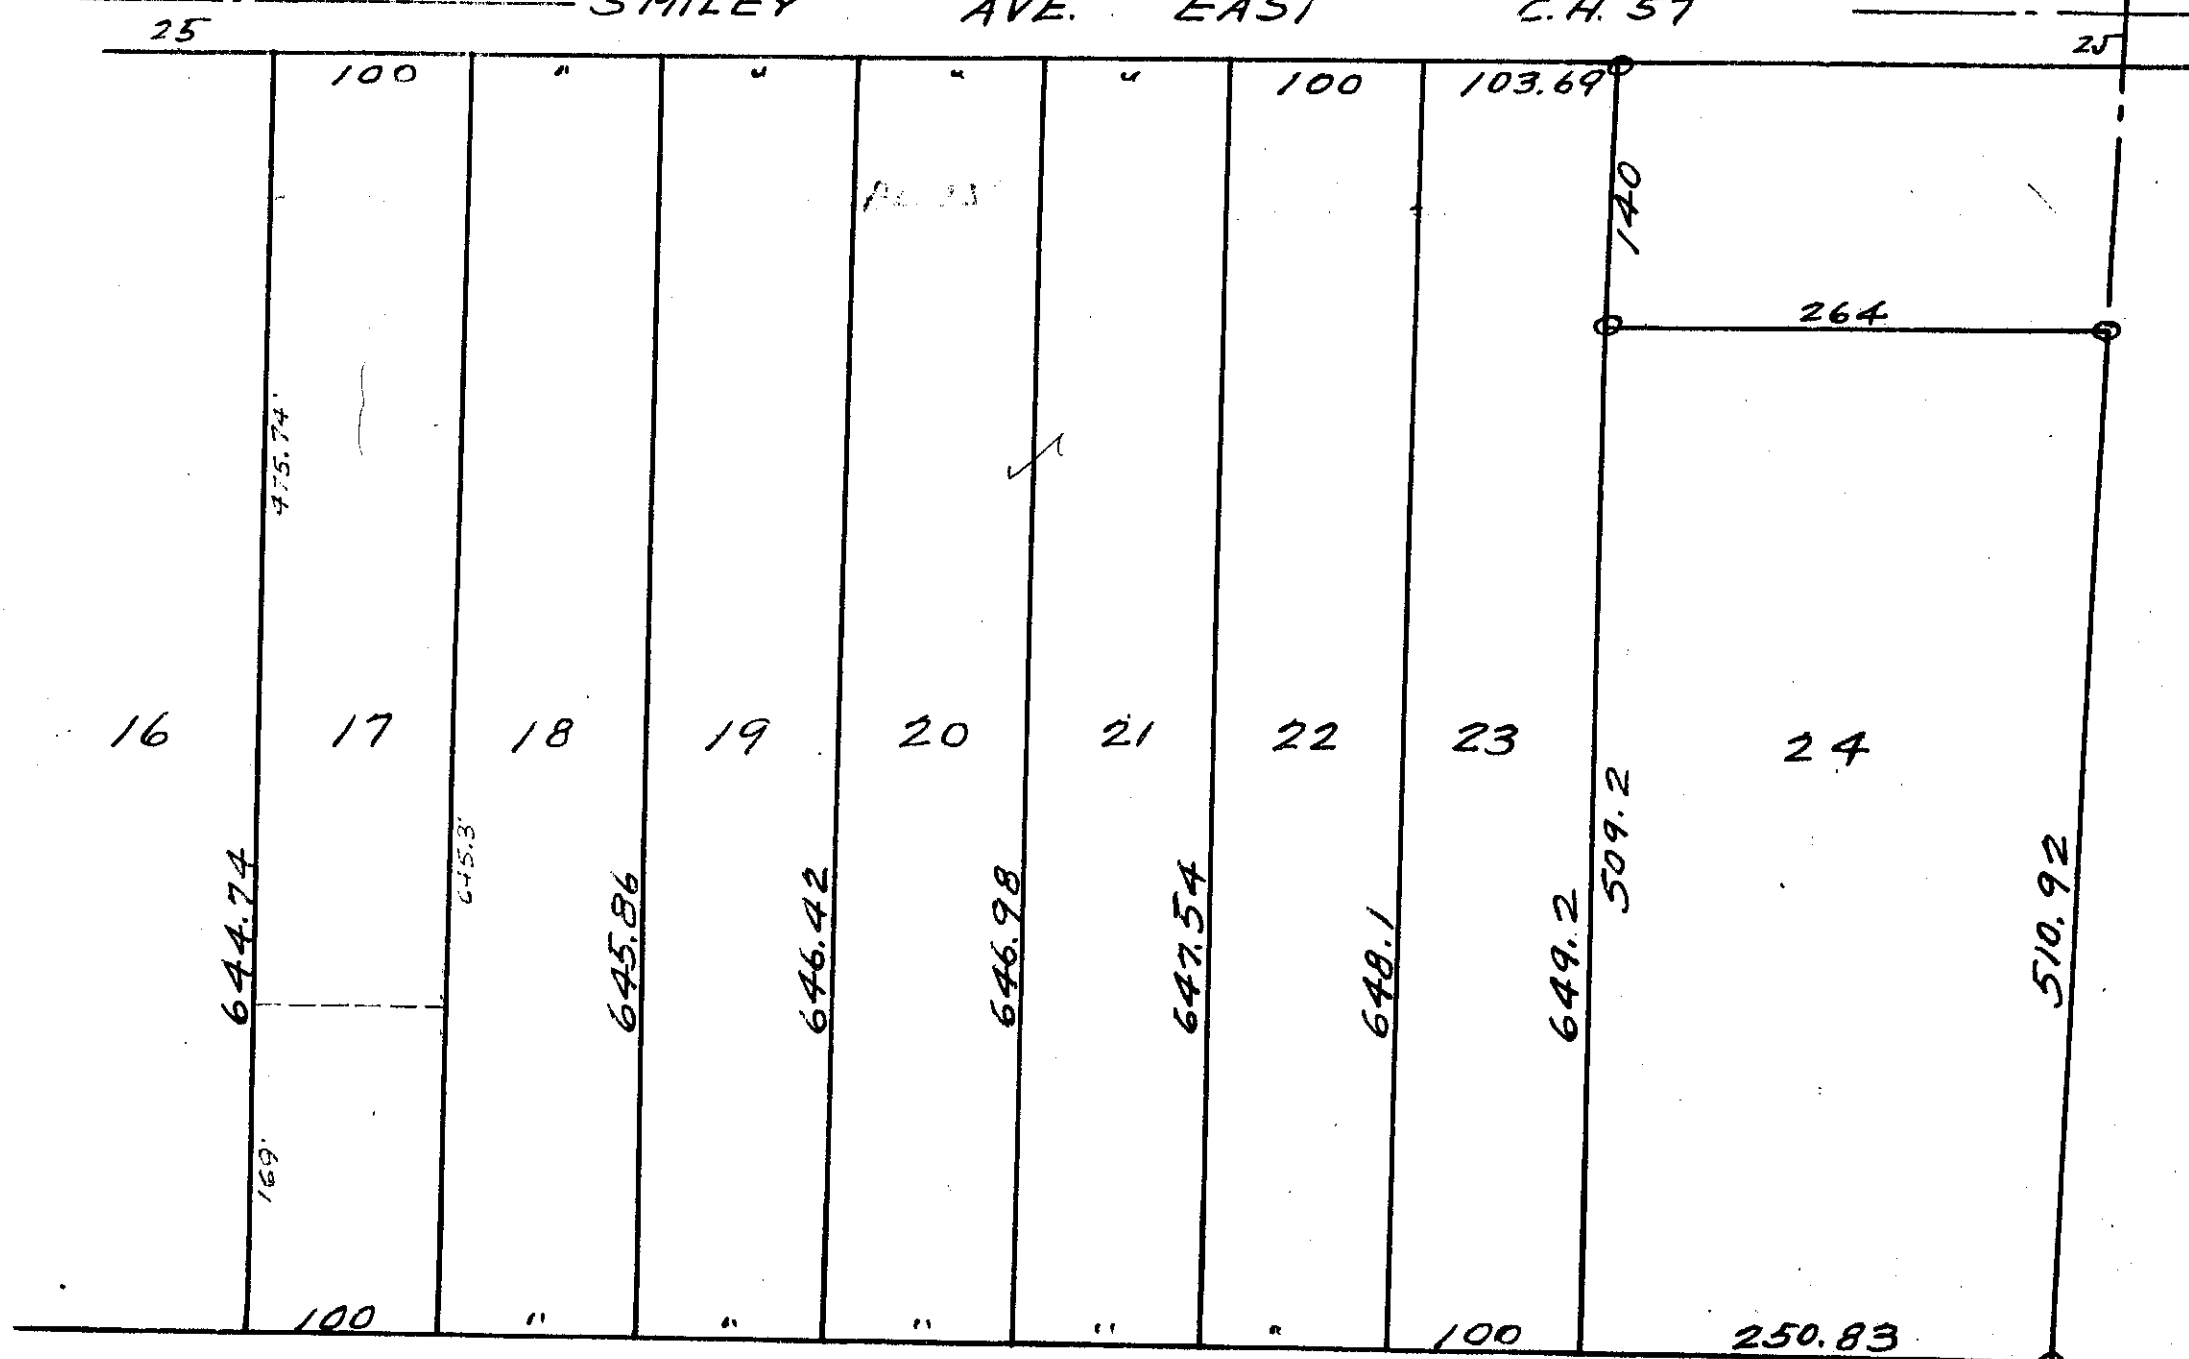 SMILEY AVE. EAST C.H. 57
25 25
100 " " " " 100 103.69
140
264
475.74'
16 17 18 19 20 21 22 23 24
644.74 645.3' 645.86 646.42 646.98 647.54 648.1 649.2 509.2 510.92
169'
100 " " " " " 100 250.83